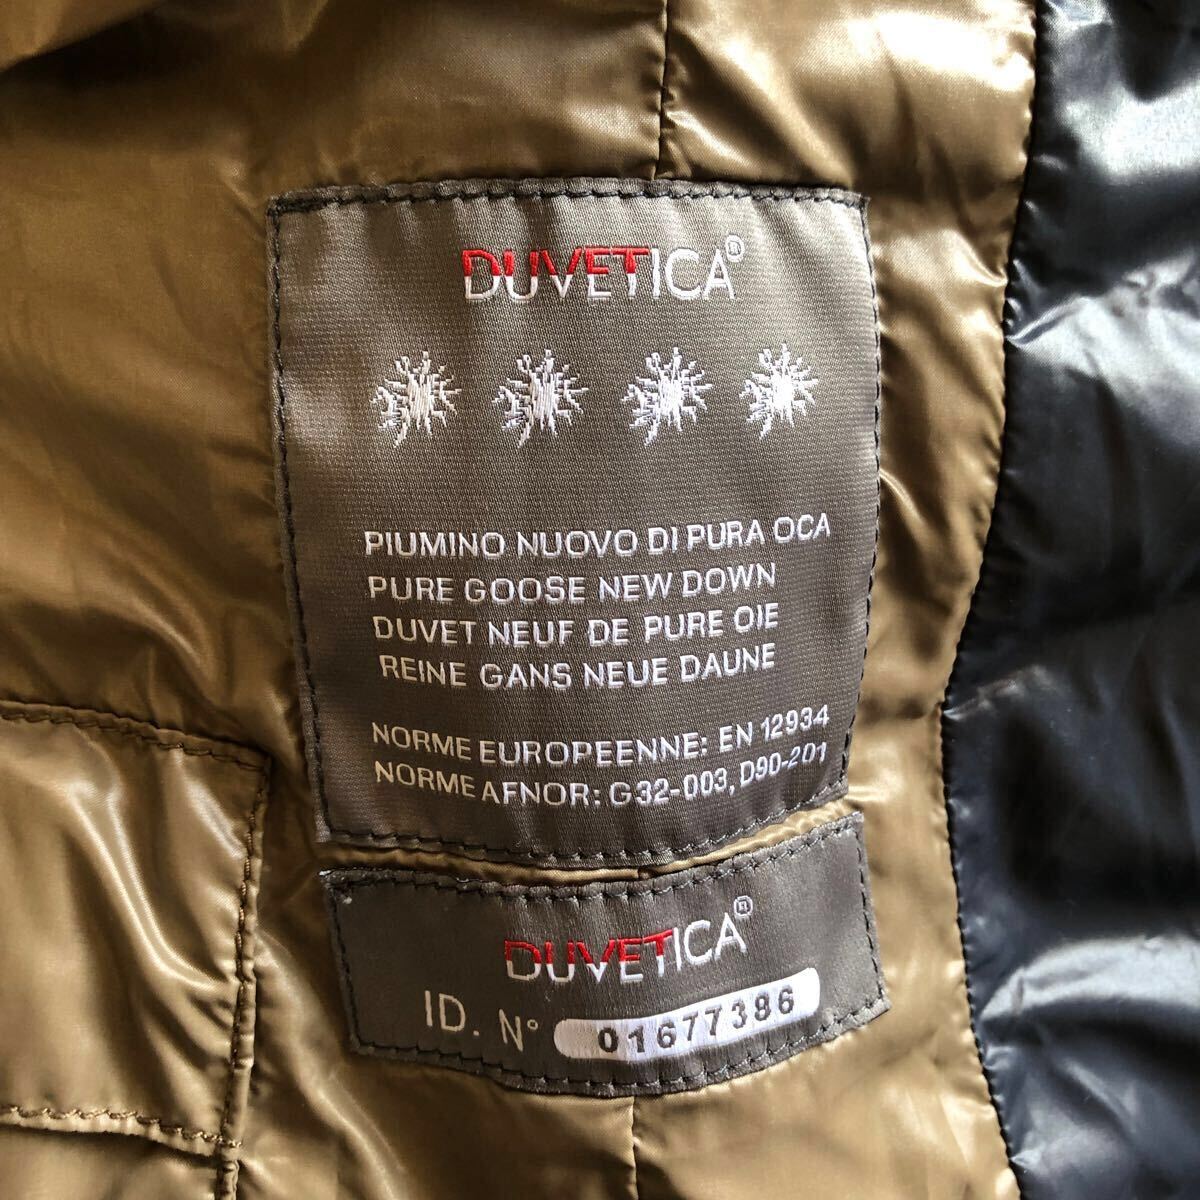 DUVETICA®
PIUMINO NUOVO DI PURA OCA
PURE GOOSE NEW DOWN
DUVET NEUF DE PURE OIE
REINE GANS NEUE DAUNE
NORME EUROPEENNE: EN 12934
NORME AFNOR: G32-003, D90-201
DUVETICA®
ID. N° 01677386